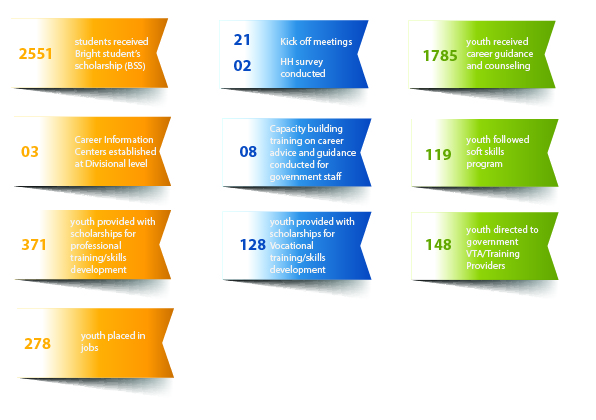 2551
students received
Bright student's
scholarship (BSS)
21
Kick off meetings
02
HH survey
conducted
1785
youth received
career guidance
and counseling
03
Career Information
Centers established
at Divisional level
08
Capacity building
training on career
advice and guidance
conducted for
government staff
119
youth followed
soft skills
program
371
youth provided with
scholarships for
professional
training/skills
development
128
youth provided with
scholarships for
Vocational
training/skills
development
148
youth directed to
government
VTA/Training
Providers
278
youth placed in
jobs